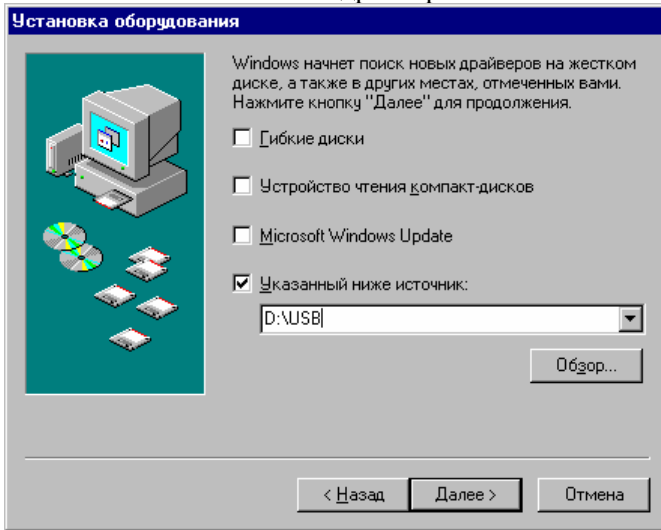 Установка оборудования
Windows начнет поиск новых драйверов на жестком
диске, а также в других местах, отмеченных вами.
Нажмите кнопку "Далее" для продолжения.
Гибкие диски
Устройство чтения компакт-дисков
Microsoft Windows Update
Указанный ниже источник:
D:\USB
Обзор...
< Назад Далее > Отмена